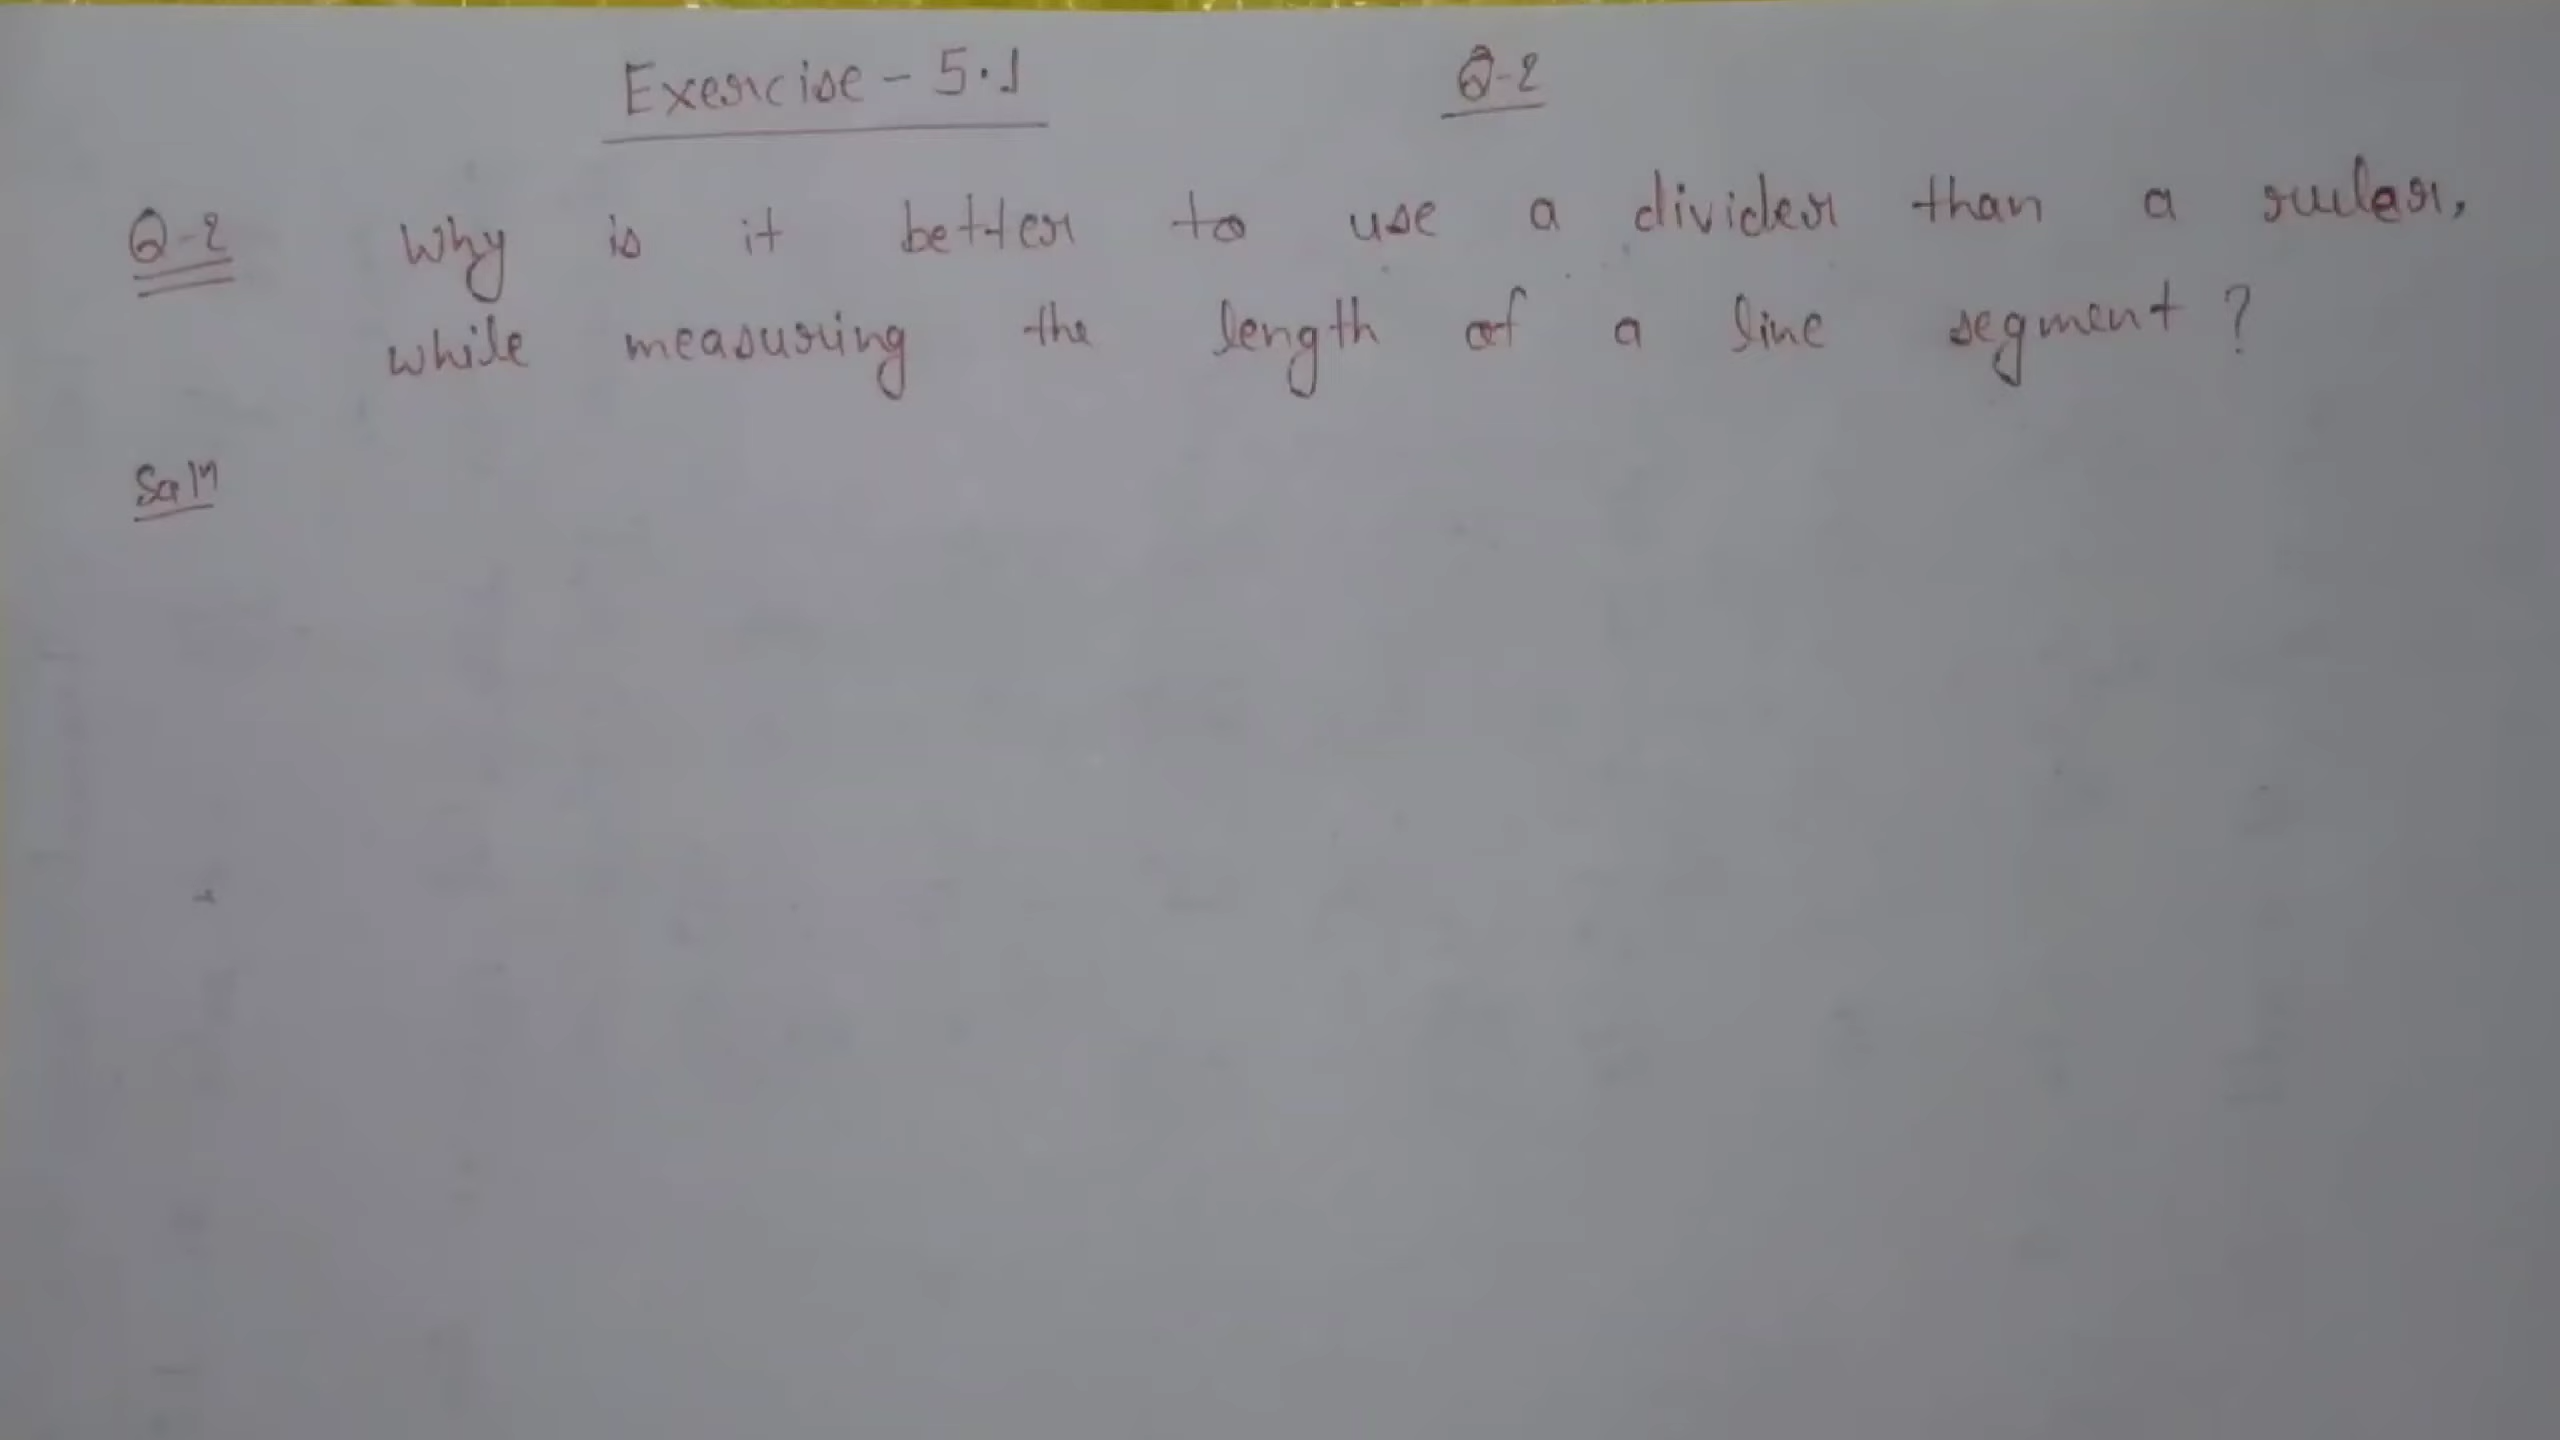 Exercise - 5.1 Q-2
Q-2 Why is it better to use a divider than a ruler,
while measuring the length of a line segment ?
Soln